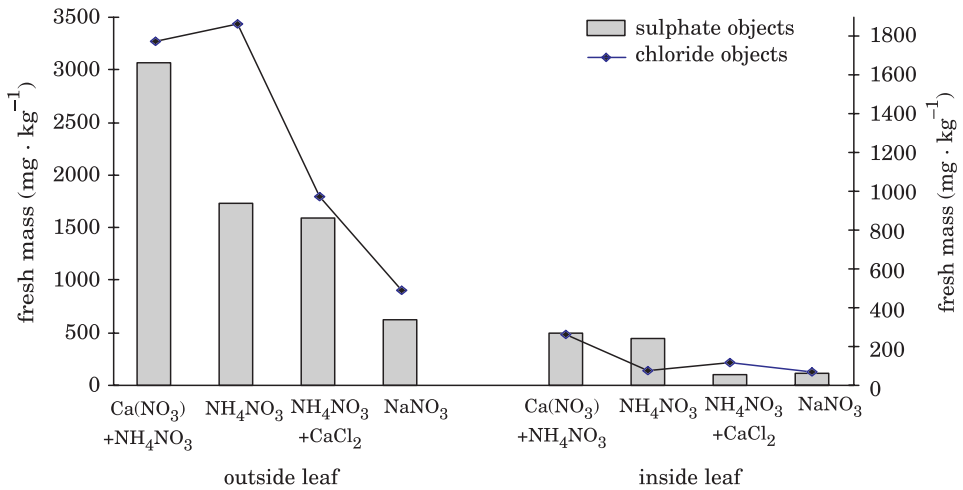 3500
3000
2500
2000
1500
1000
500
0
fresh mass (mg · kg⁻¹)
sulphate objects
chloride objects
1800
1600
1400
1200
1000
800
600
400
200
0
fresh mass (mg · kg⁻¹)
Ca(NO₃)
+NH₄NO₃
NH₄NO₃
NH₄NO₃
+CaCl₂
NaNO₃
Ca(NO₃)
+NH₄NO₃
NH₄NO₃
NH₄NO₃
+CaCl₂
NaNO₃
outside leaf
inside leaf